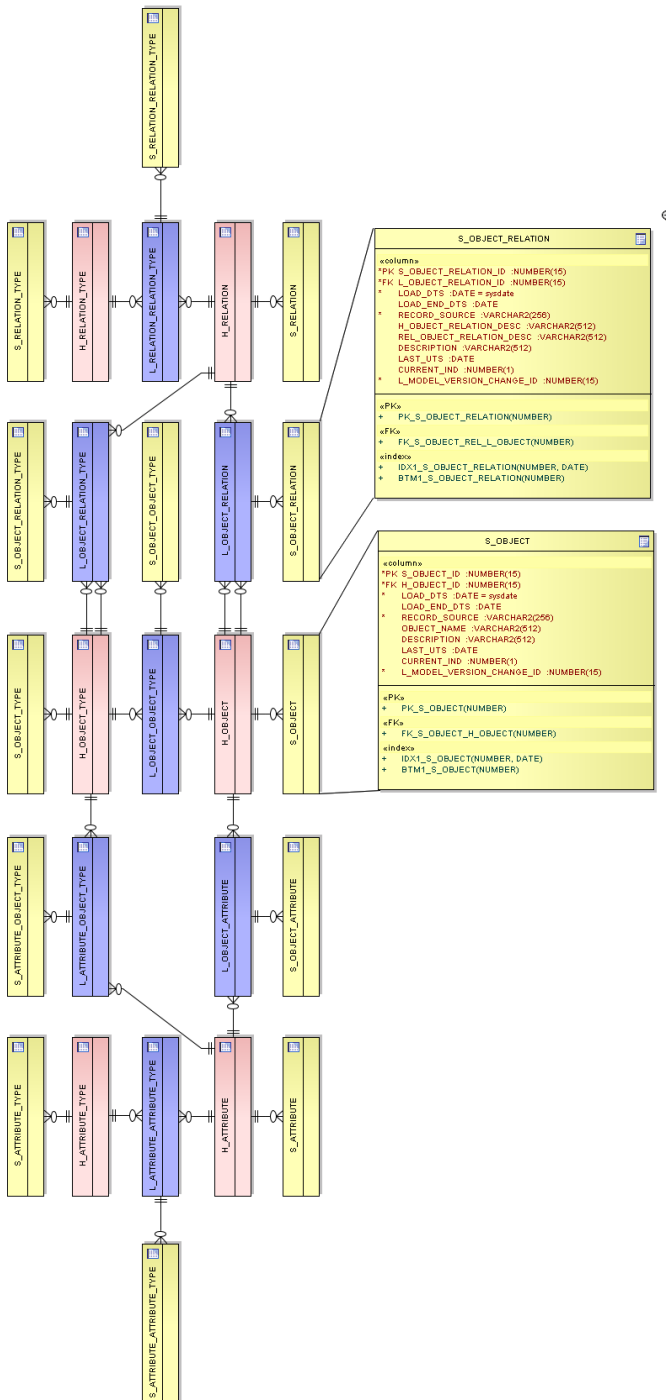 S_RELATION_RELATION_TYPE
S_RELATION_TYPE
H_RELATION_TYPE
L_RELATION_RELATION_TYPE
H_RELATION
S_RELATION
S_OBJECT_RELATION
«column»
*PK S_OBJECT_RELATION_ID :NUMBER(15)
*FK L_OBJECT_RELATION_ID :NUMBER(15)
* LOAD_DTS :DATE = sysdate
LOAD_END_DTS :DATE
* RECORD_SOURCE :VARCHAR2(256)
H_OBJECT_RELATION_DESC :VARCHAR2(512)
REL_OBJECT_RELATION_DESC :VARCHAR2(512)
DESCRIPTION :VARCHAR2(512)
LAST_UTS :DATE
CURRENT_IND :NUMBER(1)
* L_MODEL_VERSION_CHANGE_ID :NUMBER(15)
«PK»
+ PK_S_OBJECT_RELATION(NUMBER)
«FK»
+ FK_S_OBJECT_REL_L_OBJECT(NUMBER)
«index»
+ IDX1_S_OBJECT_RELATION(NUMBER, DATE)
+ BTM1_S_OBJECT_RELATION(NUMBER)
S_OBJECT_RELATION_TYPE
L_OBJECT_RELATION_TYPE
S_OBJECT_OBJECT_TYPE
L_OBJECT_RELATION
S_OBJECT_RELATION
S_OBJECT
«column»
*PK S_OBJECT_ID :NUMBER(15)
*FK H_OBJECT_ID :NUMBER(15)
* LOAD_DTS :DATE = sysdate
LOAD_END_DTS :DATE
* RECORD_SOURCE :VARCHAR2(256)
OBJECT_NAME :VARCHAR2(512)
DESCRIPTION :VARCHAR2(512)
LAST_UTS :DATE
CURRENT_IND :NUMBER(1)
* L_MODEL_VERSION_CHANGE_ID :NUMBER(15)
«PK»
+ PK_S_OBJECT(NUMBER)
«FK»
+ FK_S_OBJECT_H_OBJECT(NUMBER)
«index»
+ IDX1_S_OBJECT(NUMBER, DATE)
+ BTM1_S_OBJECT(NUMBER)
S_OBJECT_TYPE
H_OBJECT_TYPE
L_OBJECT_OBJECT_TYPE
H_OBJECT
S_OBJECT
S_ATTRIBUTE_OBJECT_TYPE
L_ATTRIBUTE_OBJECT_TYPE
L_OBJECT_ATTRIBUTE
S_OBJECT_ATTRIBUTE
S_ATTRIBUTE_TYPE
H_ATTRIBUTE_TYPE
L_ATTRIBUTE_ATTRIBUTE_TYPE
H_ATTRIBUTE
S_ATTRIBUTE
S_ATTRIBUTE_ATTRIBUTE_TYPE